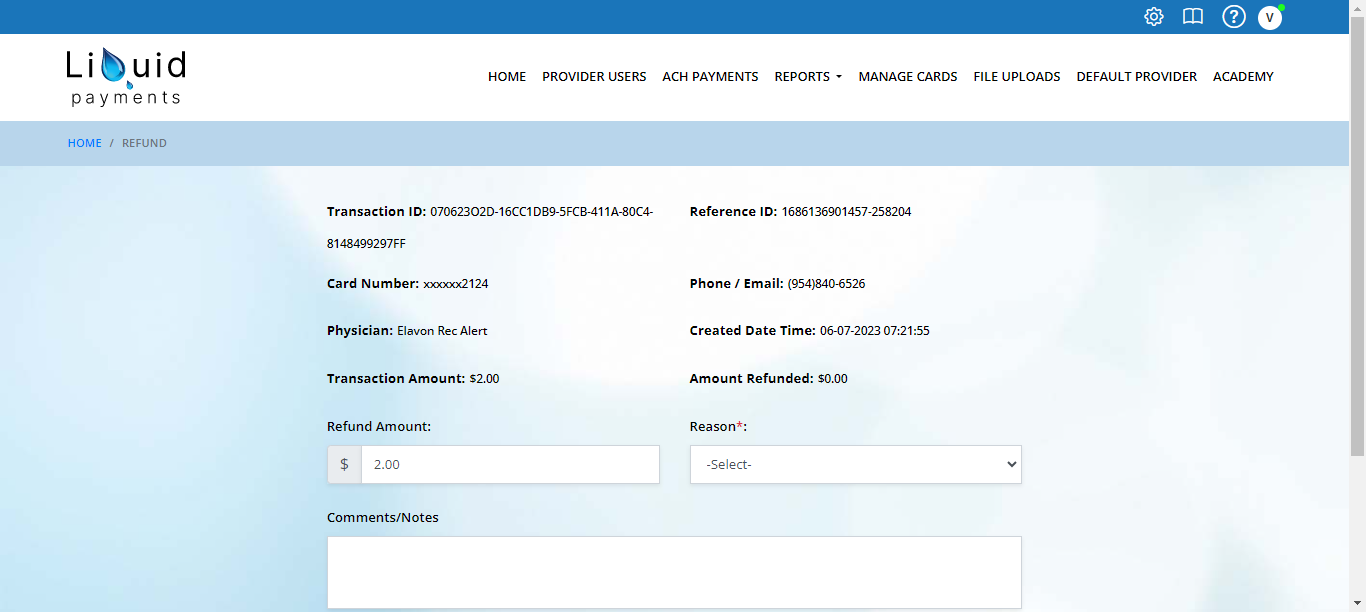 V
Liquid
payments
HOME PROVIDER USERS ACH PAYMENTS REPORTS MANAGE CARDS FILE UPLOADS DEFAULT PROVIDER ACADEMY
HOME / REFUND
Transaction ID: 070623O2D-16CC1DB9-5FCB-411A-80C4-
8148499297FF
Reference ID: 1686136901457-258204
Card Number: xxxxxx2124
Phone / Email: (954)840-6526
Physician: Elavon Rec Alert
Created Date Time: 06-07-2023 07:21:55
Transaction Amount: $2.00
Amount Refunded: $0.00
Refund Amount:
Reason*:
$ 2.00
-Select-
Comments/Notes